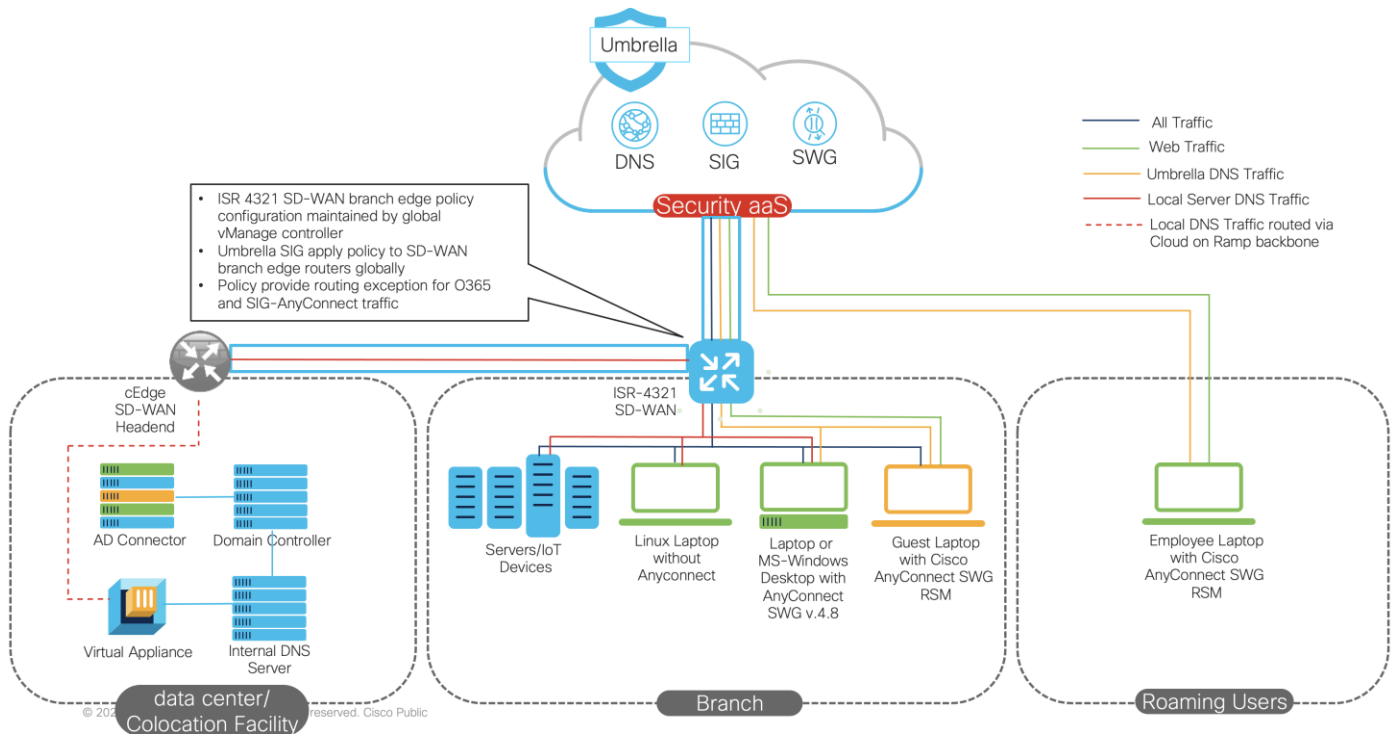 Umbrella
DNS
SIG
SWG
Security aaS
All Traffic
Web Traffic
Umbrella DNS Traffic
Local Server DNS Traffic
Local DNS Traffic routed via
Cloud on Ramp backbone
• ISR 4321 SD-WAN branch edge policy
configuration maintained by global
vManage controller
• Umbrella SIG apply policy to SD-WAN
branch edge routers globally
• Policy provide routing exception for O365
and SIG-AnyConnect traffic
cEdge
SD-WAN
Headend
ISR-4321
SD-WAN
AD Connector
Domain Controller
Virtual Appliance
Internal DNS
Server
Servers/IoT
Devices
Linux Laptop
without
Anyconnect
Laptop or
MS-Windows
Desktop with
AnyConnect
SWG v.4.8
Guest Laptop
with Cisco
AnyConnect SWG
RSM
Employee Laptop
with Cisco
AnyConnect SWG
RSM
data center/
Colocation Facility
Branch
Roaming Users
© reserved. Cisco Public